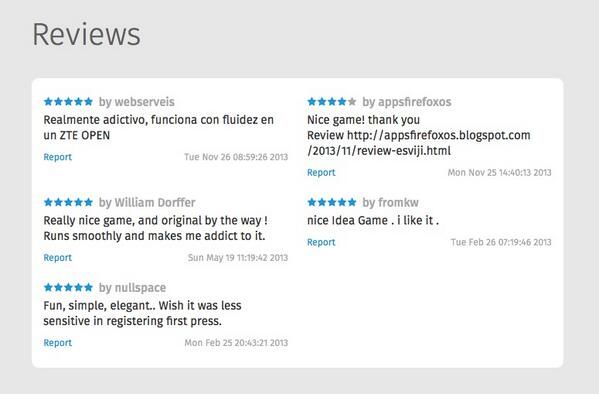 Reviews
by webserveis
Realmente adictivo, funciona con fluidez en
un ZTE OPEN
Report
Tue Nov 26 08:59:26 2013
by appsfirefoxos
Nice game! thank you
Review http://appsfirefoxos.blogspot.com
/2013/11/review-esviji.html
Report
Mon Nov 25 14:40:13 2013
by William Dorffer
Really nice game, and original by the way !
Runs smoothly and makes me addict to it.
Report
Sun May 19 11:19:42 2013
by fromkw
nice Idea Game . i like it .
Report
Tue Feb 26 07:19:46 2013
by nullspace
Fun, simple, elegant.. Wish it was less
sensitive in registering first press.
Report
Mon Feb 25 20:43:21 2013